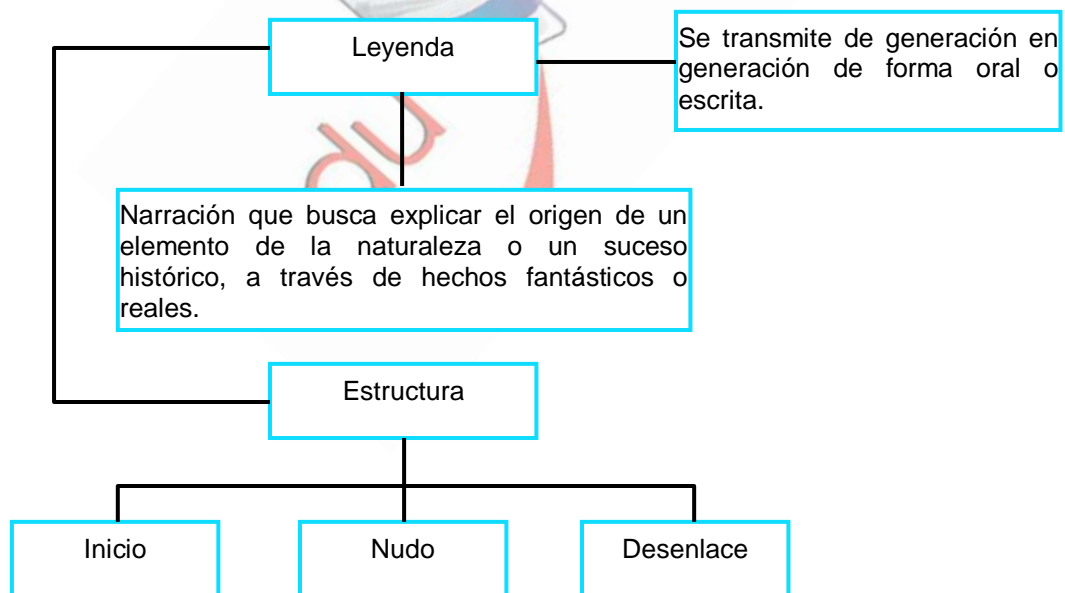 Leyenda
Se transmite de generación en
generación de forma oral o
escrita.
Narración que busca explicar el origen de un
elemento de la naturaleza o un suceso
histórico, a través de hechos fantásticos o
reales.
Estructura
Inicio
Nudo
Desenlace